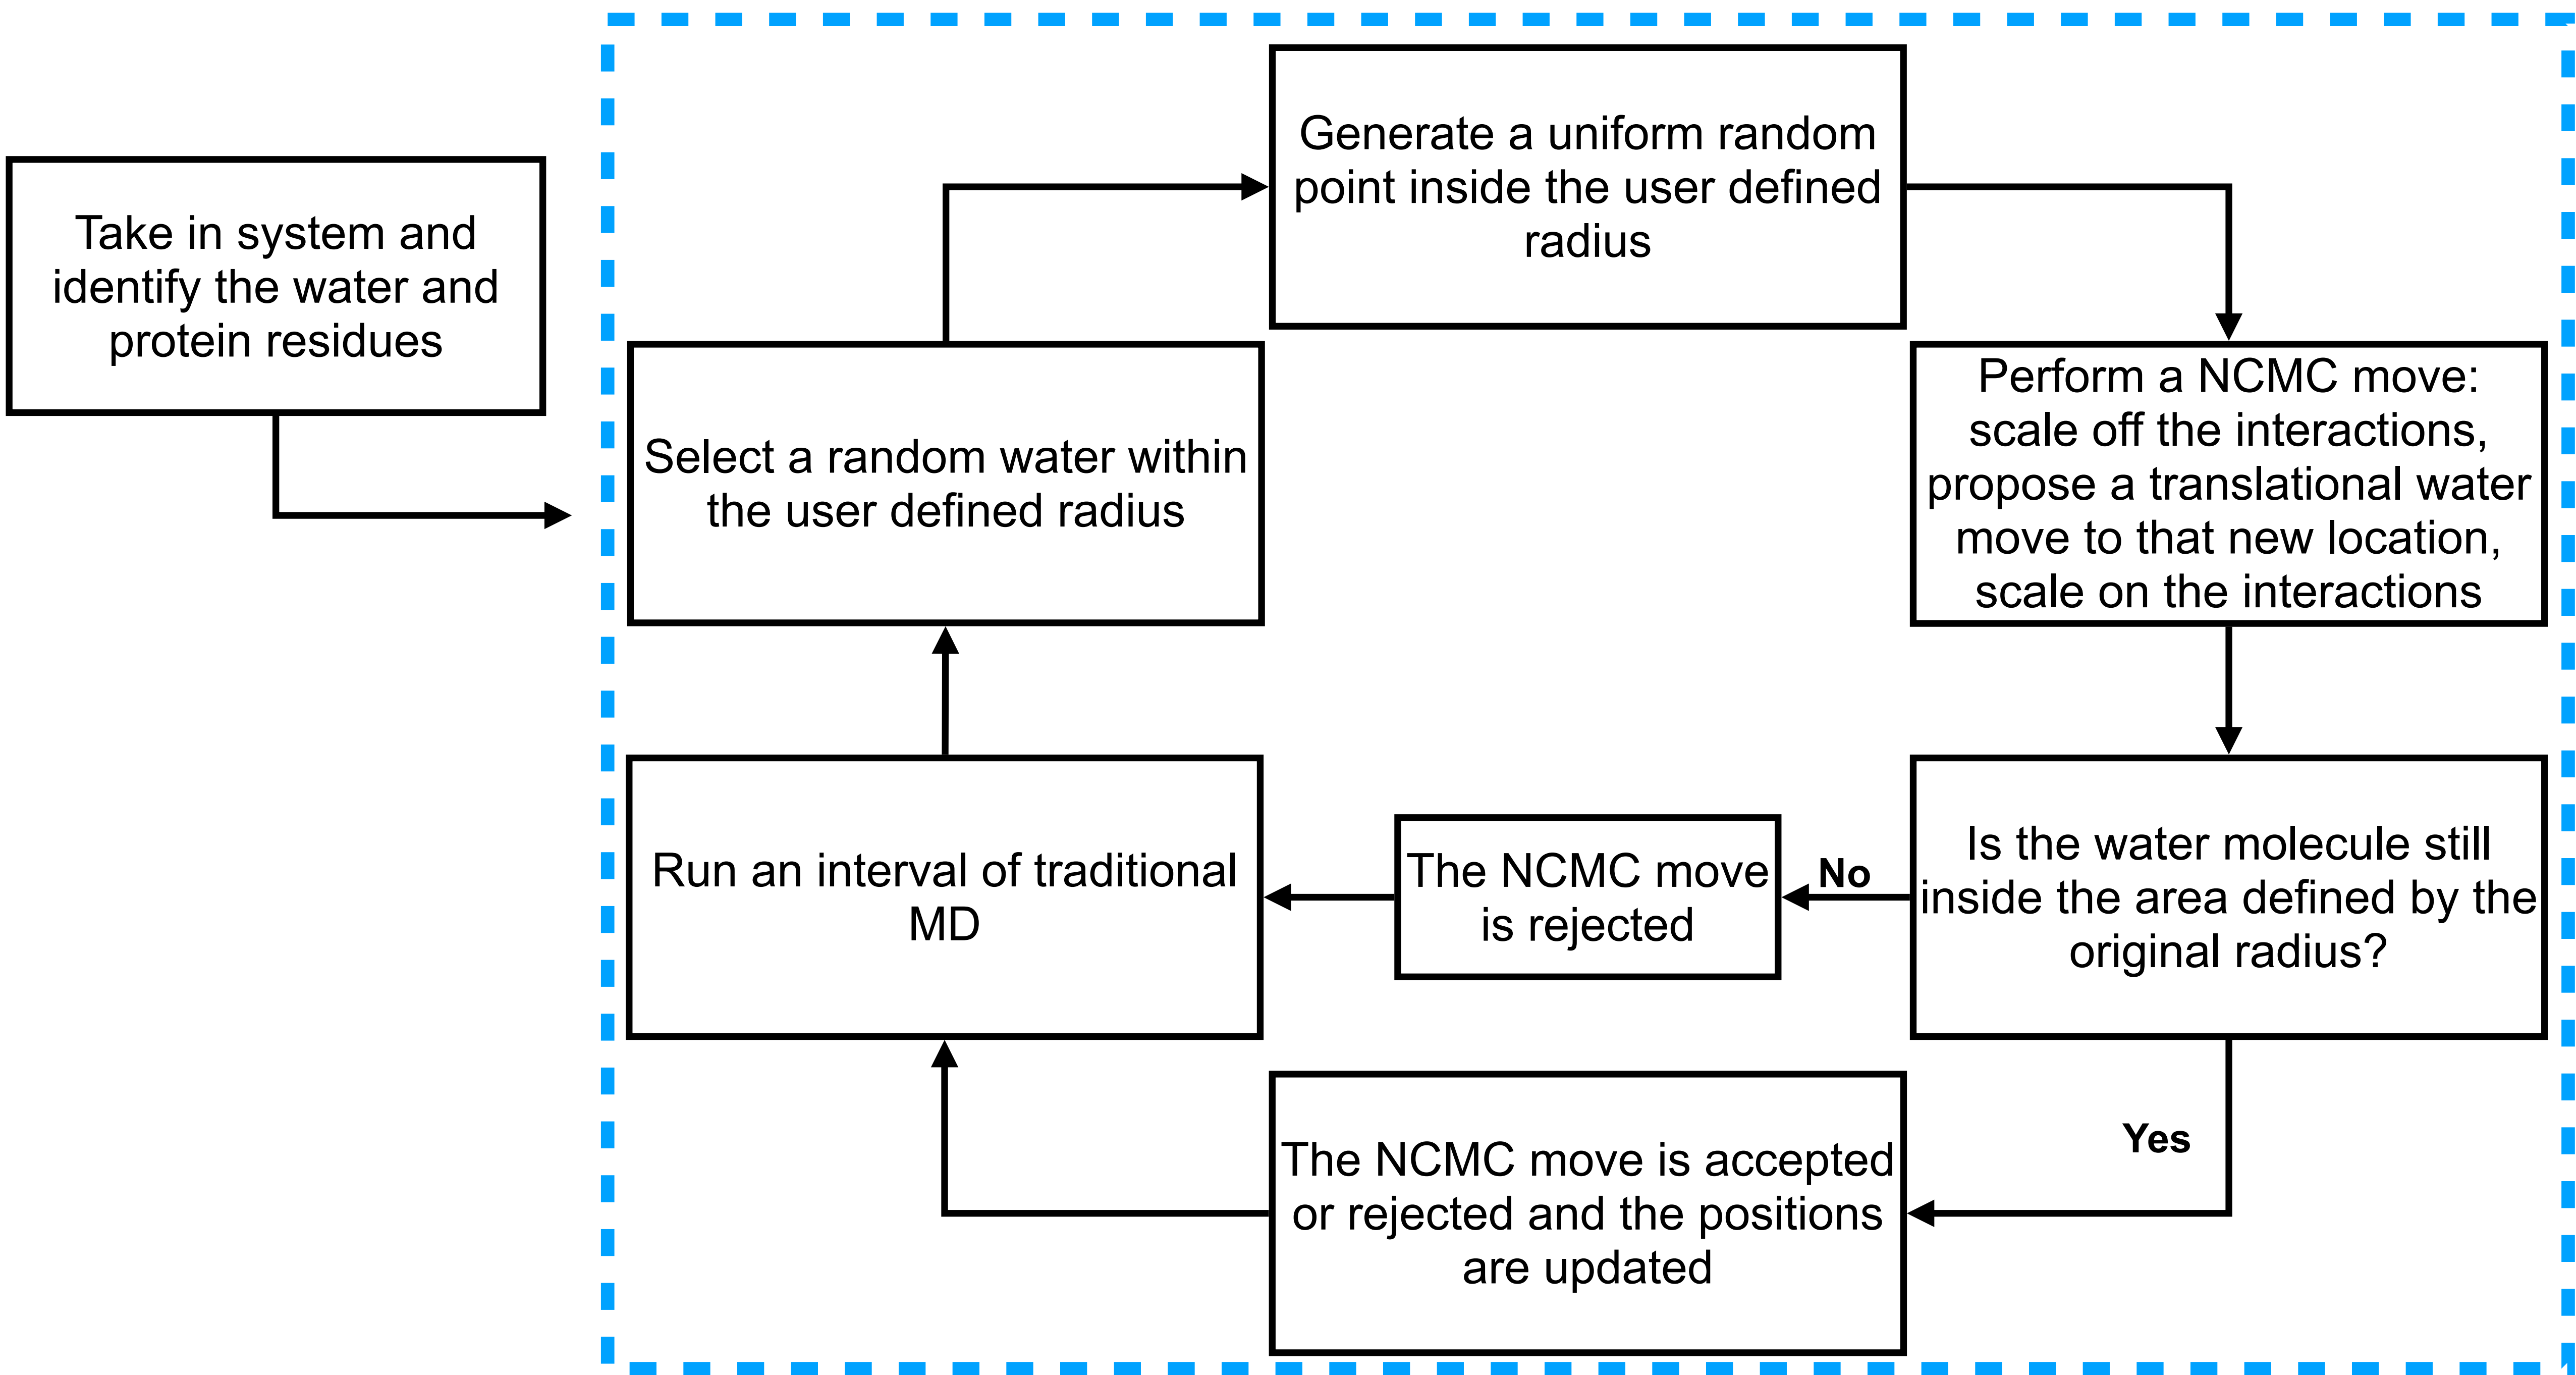 Take in system and
identify the water and
protein residues
Generate a uniform random
point inside the user defined
radius
Select a random water within
the user defined radius
Perform a NCMC move:
scale off the interactions,
propose a translational water
move to that new location,
scale on the interactions
Run an interval of traditional
MD
The NCMC move
is rejected
No
Is the water molecule still
inside the area defined by the
original radius?
Yes
The NCMC move is accepted
or rejected and the positions
are updated